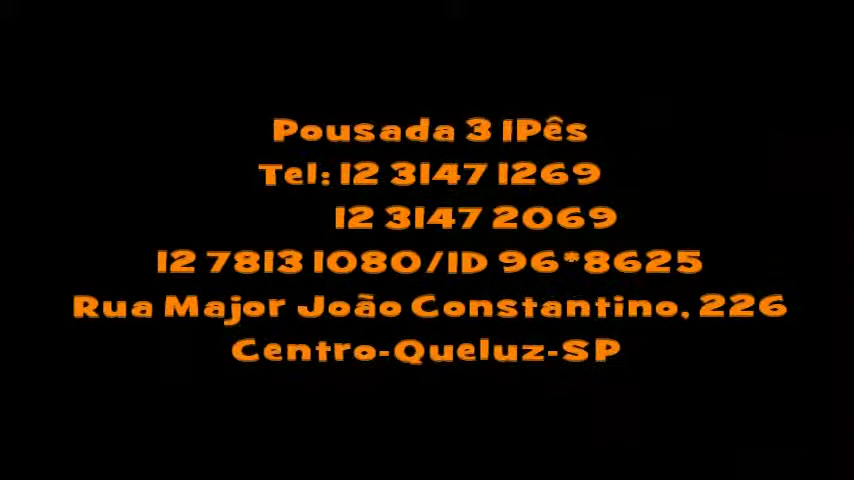 Pousada 3 IPês
Tel: 12 3147 1269
12 3147 2069
12 7813 1080/ID 96*8625
Rua Major João Constantino, 226
Centro-Queluz-SP